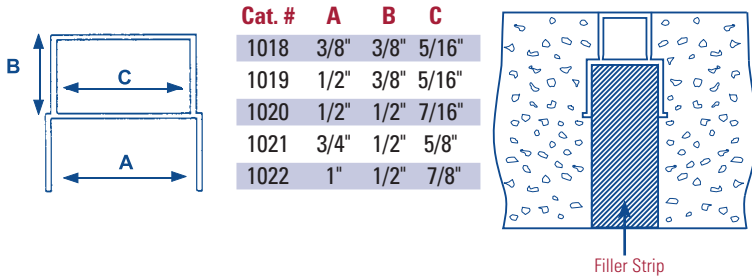 B
C
A
Cat. # A B C
1018 3/8" 3/8" 5/16"
1019 1/2" 3/8" 5/16"
1020 1/2" 1/2" 7/16"
1021 3/4" 1/2" 5/8"
1022 1" 1/2" 7/8"
Filler Strip